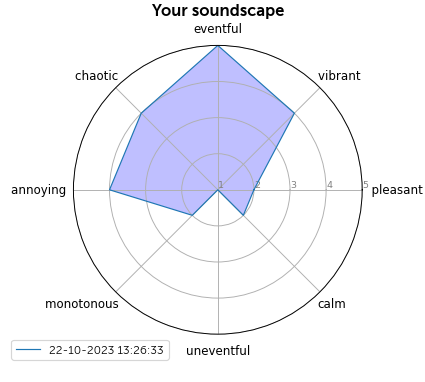 Your soundscape
eventful
chaotic
vibrant
annoying
1
2
3
4
5
pleasant
monotonous
calm
uneventful
22-10-2023 13:26:33